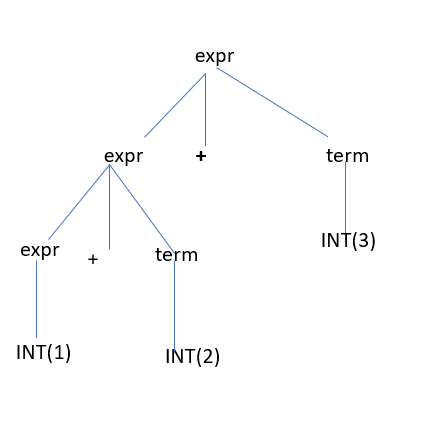 expr
expr + term
INT(3)
expr + term
INT(1) INT(2)